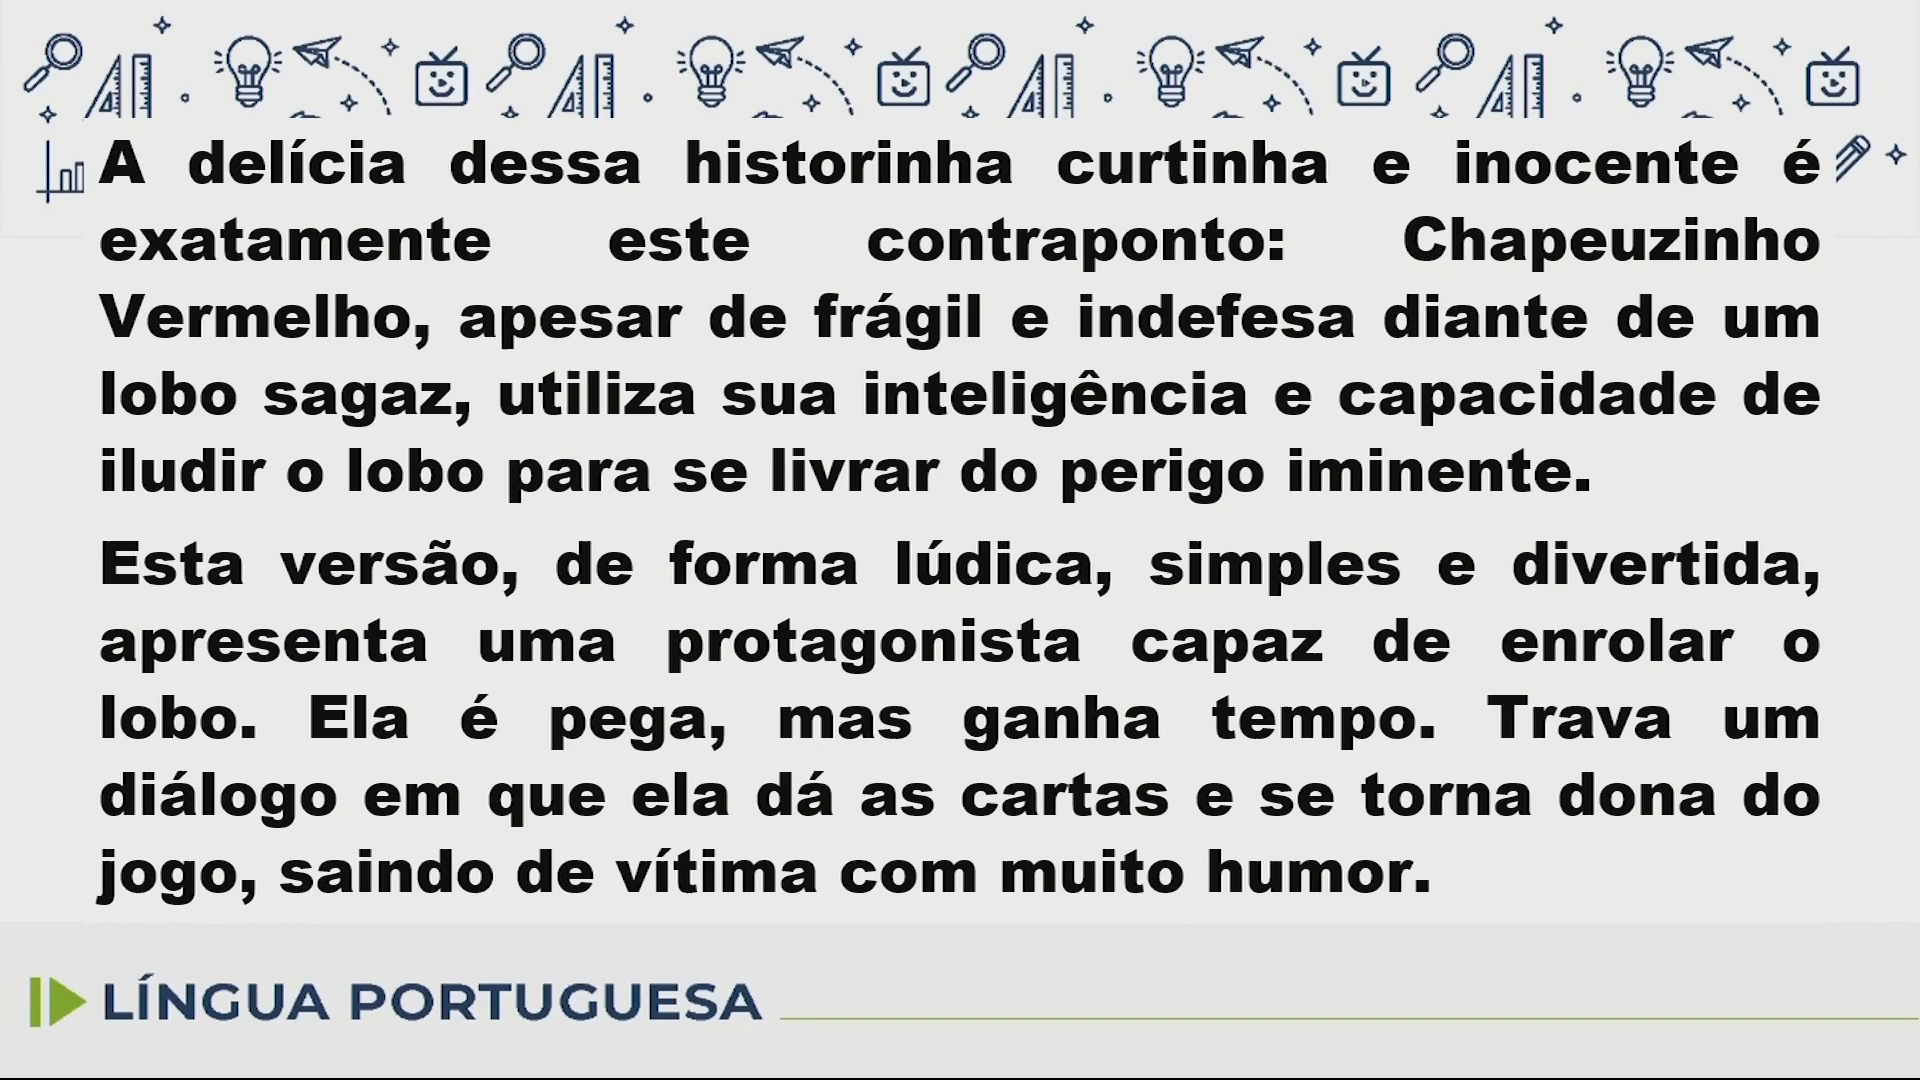 A delícia dessa historinha curtinha e inocente é
exatamente este contraponto: Chapeuzinho
Vermelho, apesar de frágil e indefesa diante de um
lobo sagaz, utiliza sua inteligência e capacidade de
iludir o lobo para se livrar do perigo iminente.
Esta versão, de forma lúdica, simples e divertida,
apresenta uma protagonista capaz de enrolar o
lobo. Ela é pega, mas ganha tempo. Trava um
diálogo em que ela dá as cartas e se torna dona do
jogo, saindo de vítima com muito humor.
LÍNGUA PORTUGUESA